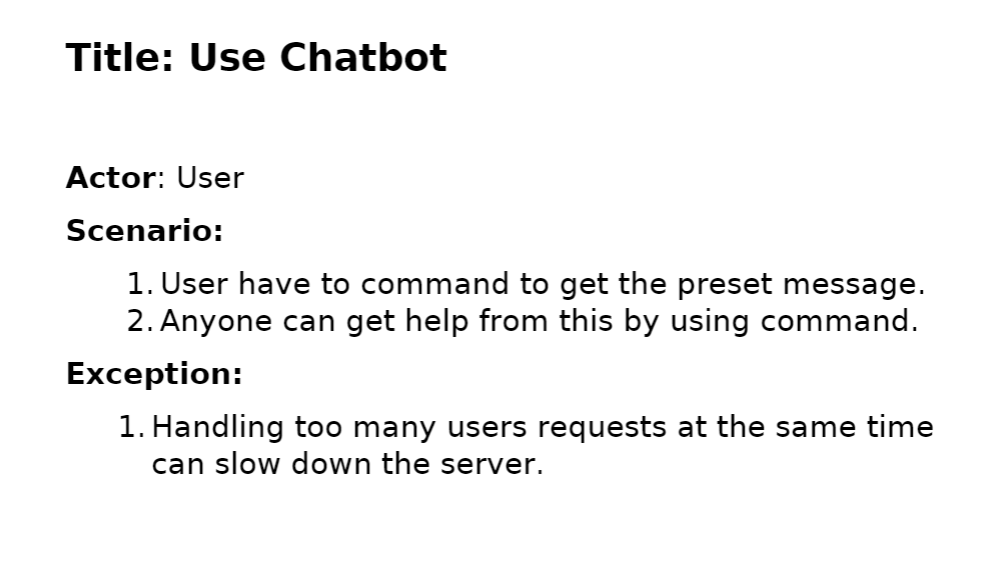 Title: Use Chatbot
Actor: User
Scenario:
1. User have to command to get the preset message.
2. Anyone can get help from this by using command.
Exception:
1. Handling too many users requests at the same time
can slow down the server.